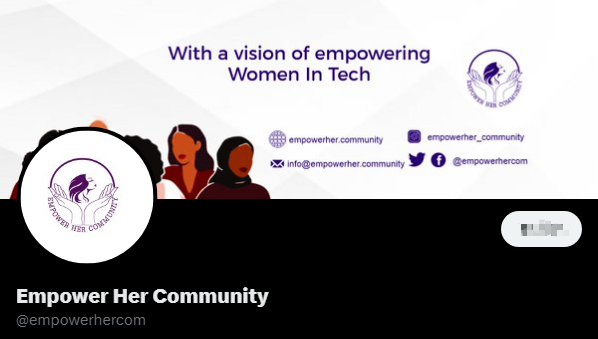 With a vision of empowering
Women In Tech
EMPOWER HER COMMUNITY
empowerher.community
empowerher_community
info@empowerher.community
@empowerhercom
EMPOWER HER COMMUNITY
Empower Her Community
@empowerhercom